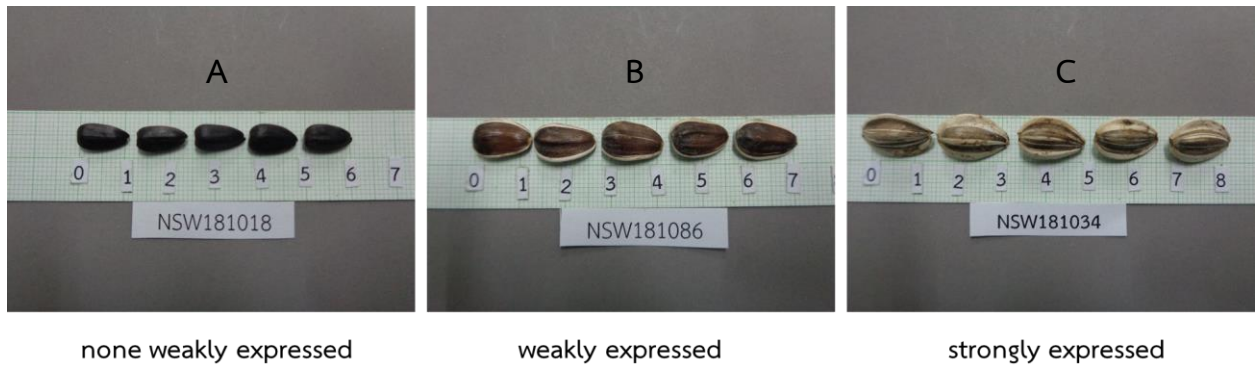 A
0 1 2 3 4 5 6 7
NSW181018
none weakly expressed
B
0 1 2 3 4 5 6 7
NSW181086
weakly expressed
C
0 1 2 3 4 5 6 7 8
NSW181034
strongly expressed